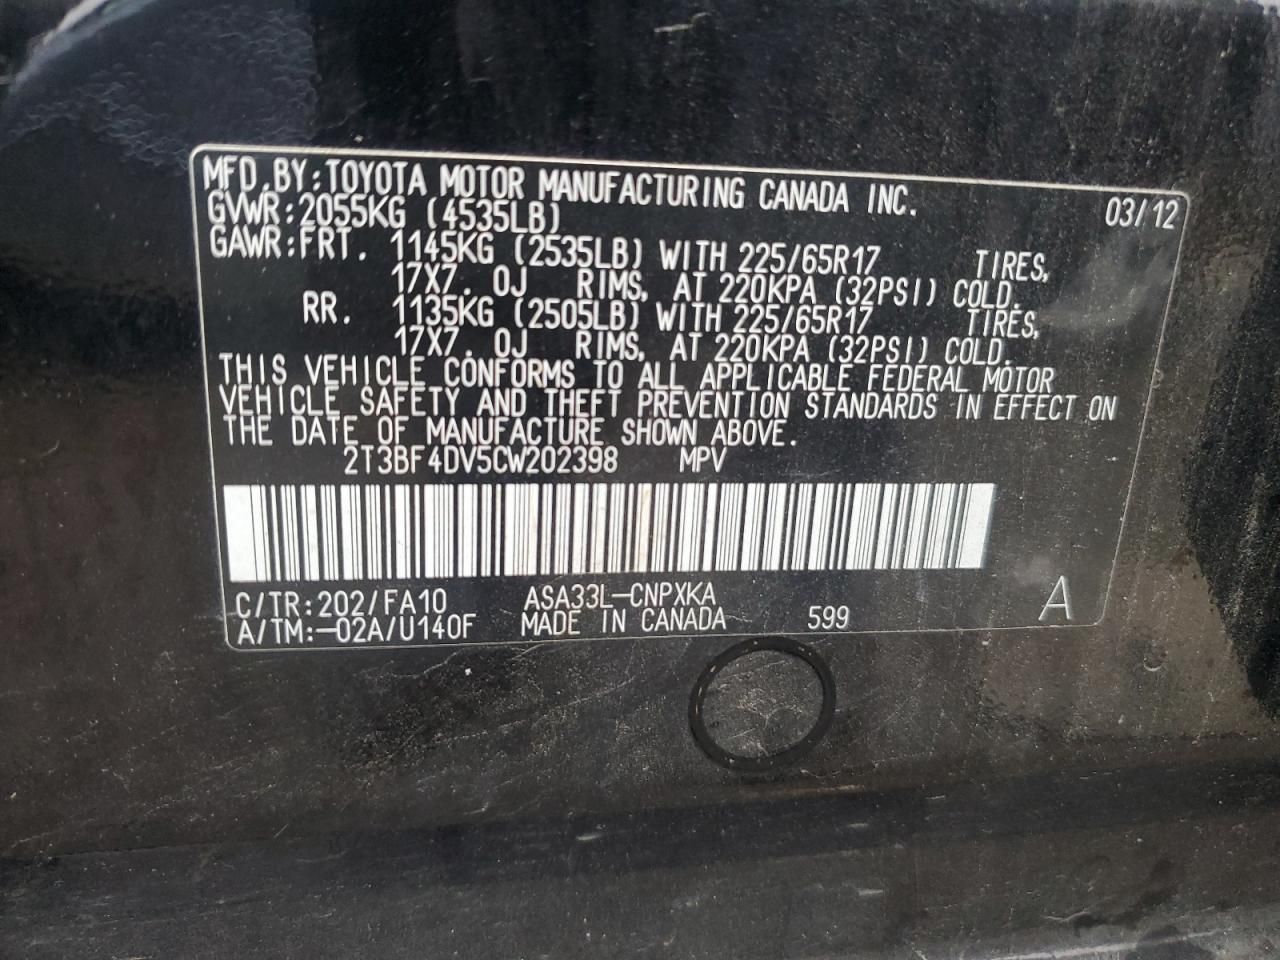 MFD.BY:TOYOTA MOTOR MANUFACTURING CANADA INC. 03/12
GVWR:2055KG (4535LB)
GAWR:FRT. 1145KG (2535LB) WITH 225/65R17 TIRES,
17X7.0J RIMS, AT 220KPA (32PSI) COLD.
RR. 1135KG (2505LB) WITH 225/65R17 TIRES,
17X7.0J RIMS, AT 220KPA (32PSI) COLD.
THIS VEHICLE CONFORMS TO ALL APPLICABLE FEDERAL MOTOR
VEHICLE SAFETY AND THEFT PREVENTION STANDARDS IN EFFECT ON
THE DATE OF MANUFACTURE SHOWN ABOVE.
2T3BF4DV5CW202398 MPV
C/TR:202/FA10 ASA33L-CNPXKA A
A/TM:-02A/U140F MADE IN CANADA 599